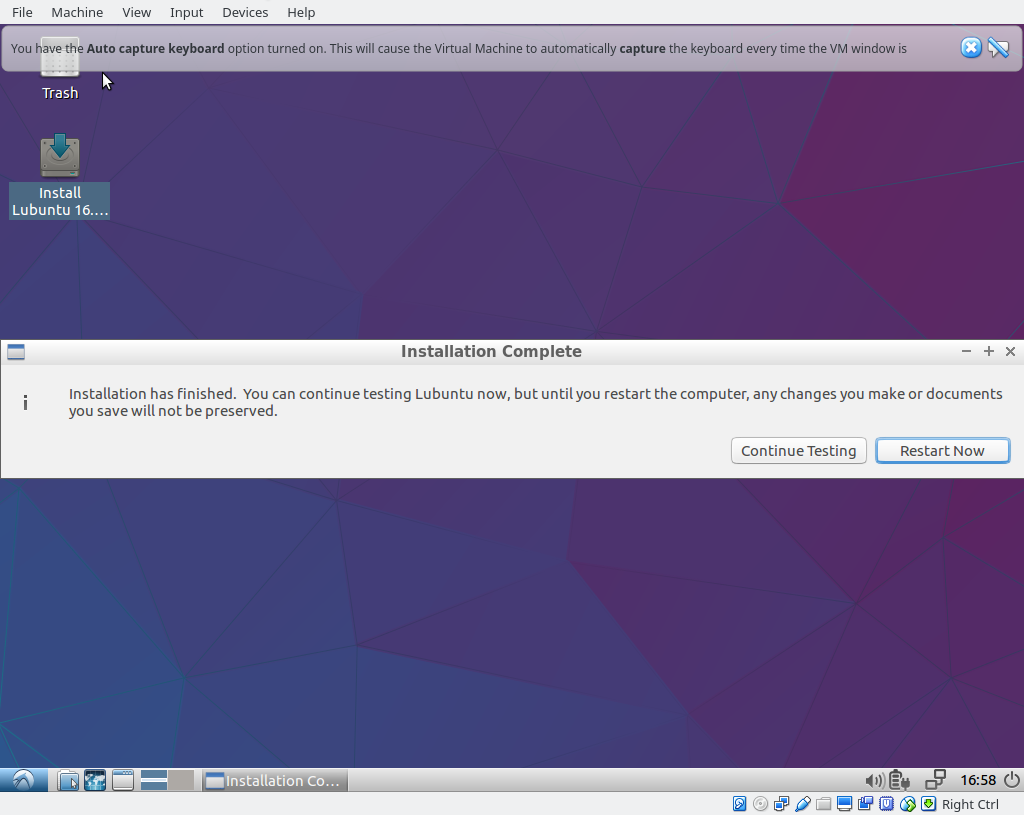 File Machine View Input Devices Help
You have the Auto capture keyboard option turned on. This will cause the Virtual Machine to automatically capture the keyboard every time the VM window is
Trash
Install
Lubuntu 16....
Installation Complete
Installation has finished.  You can continue testing Lubuntu now, but until you restart the computer, any changes you make or documents
you save will not be preserved.
Continue Testing Restart Now
Installation Co... 16:58
Right Ctrl